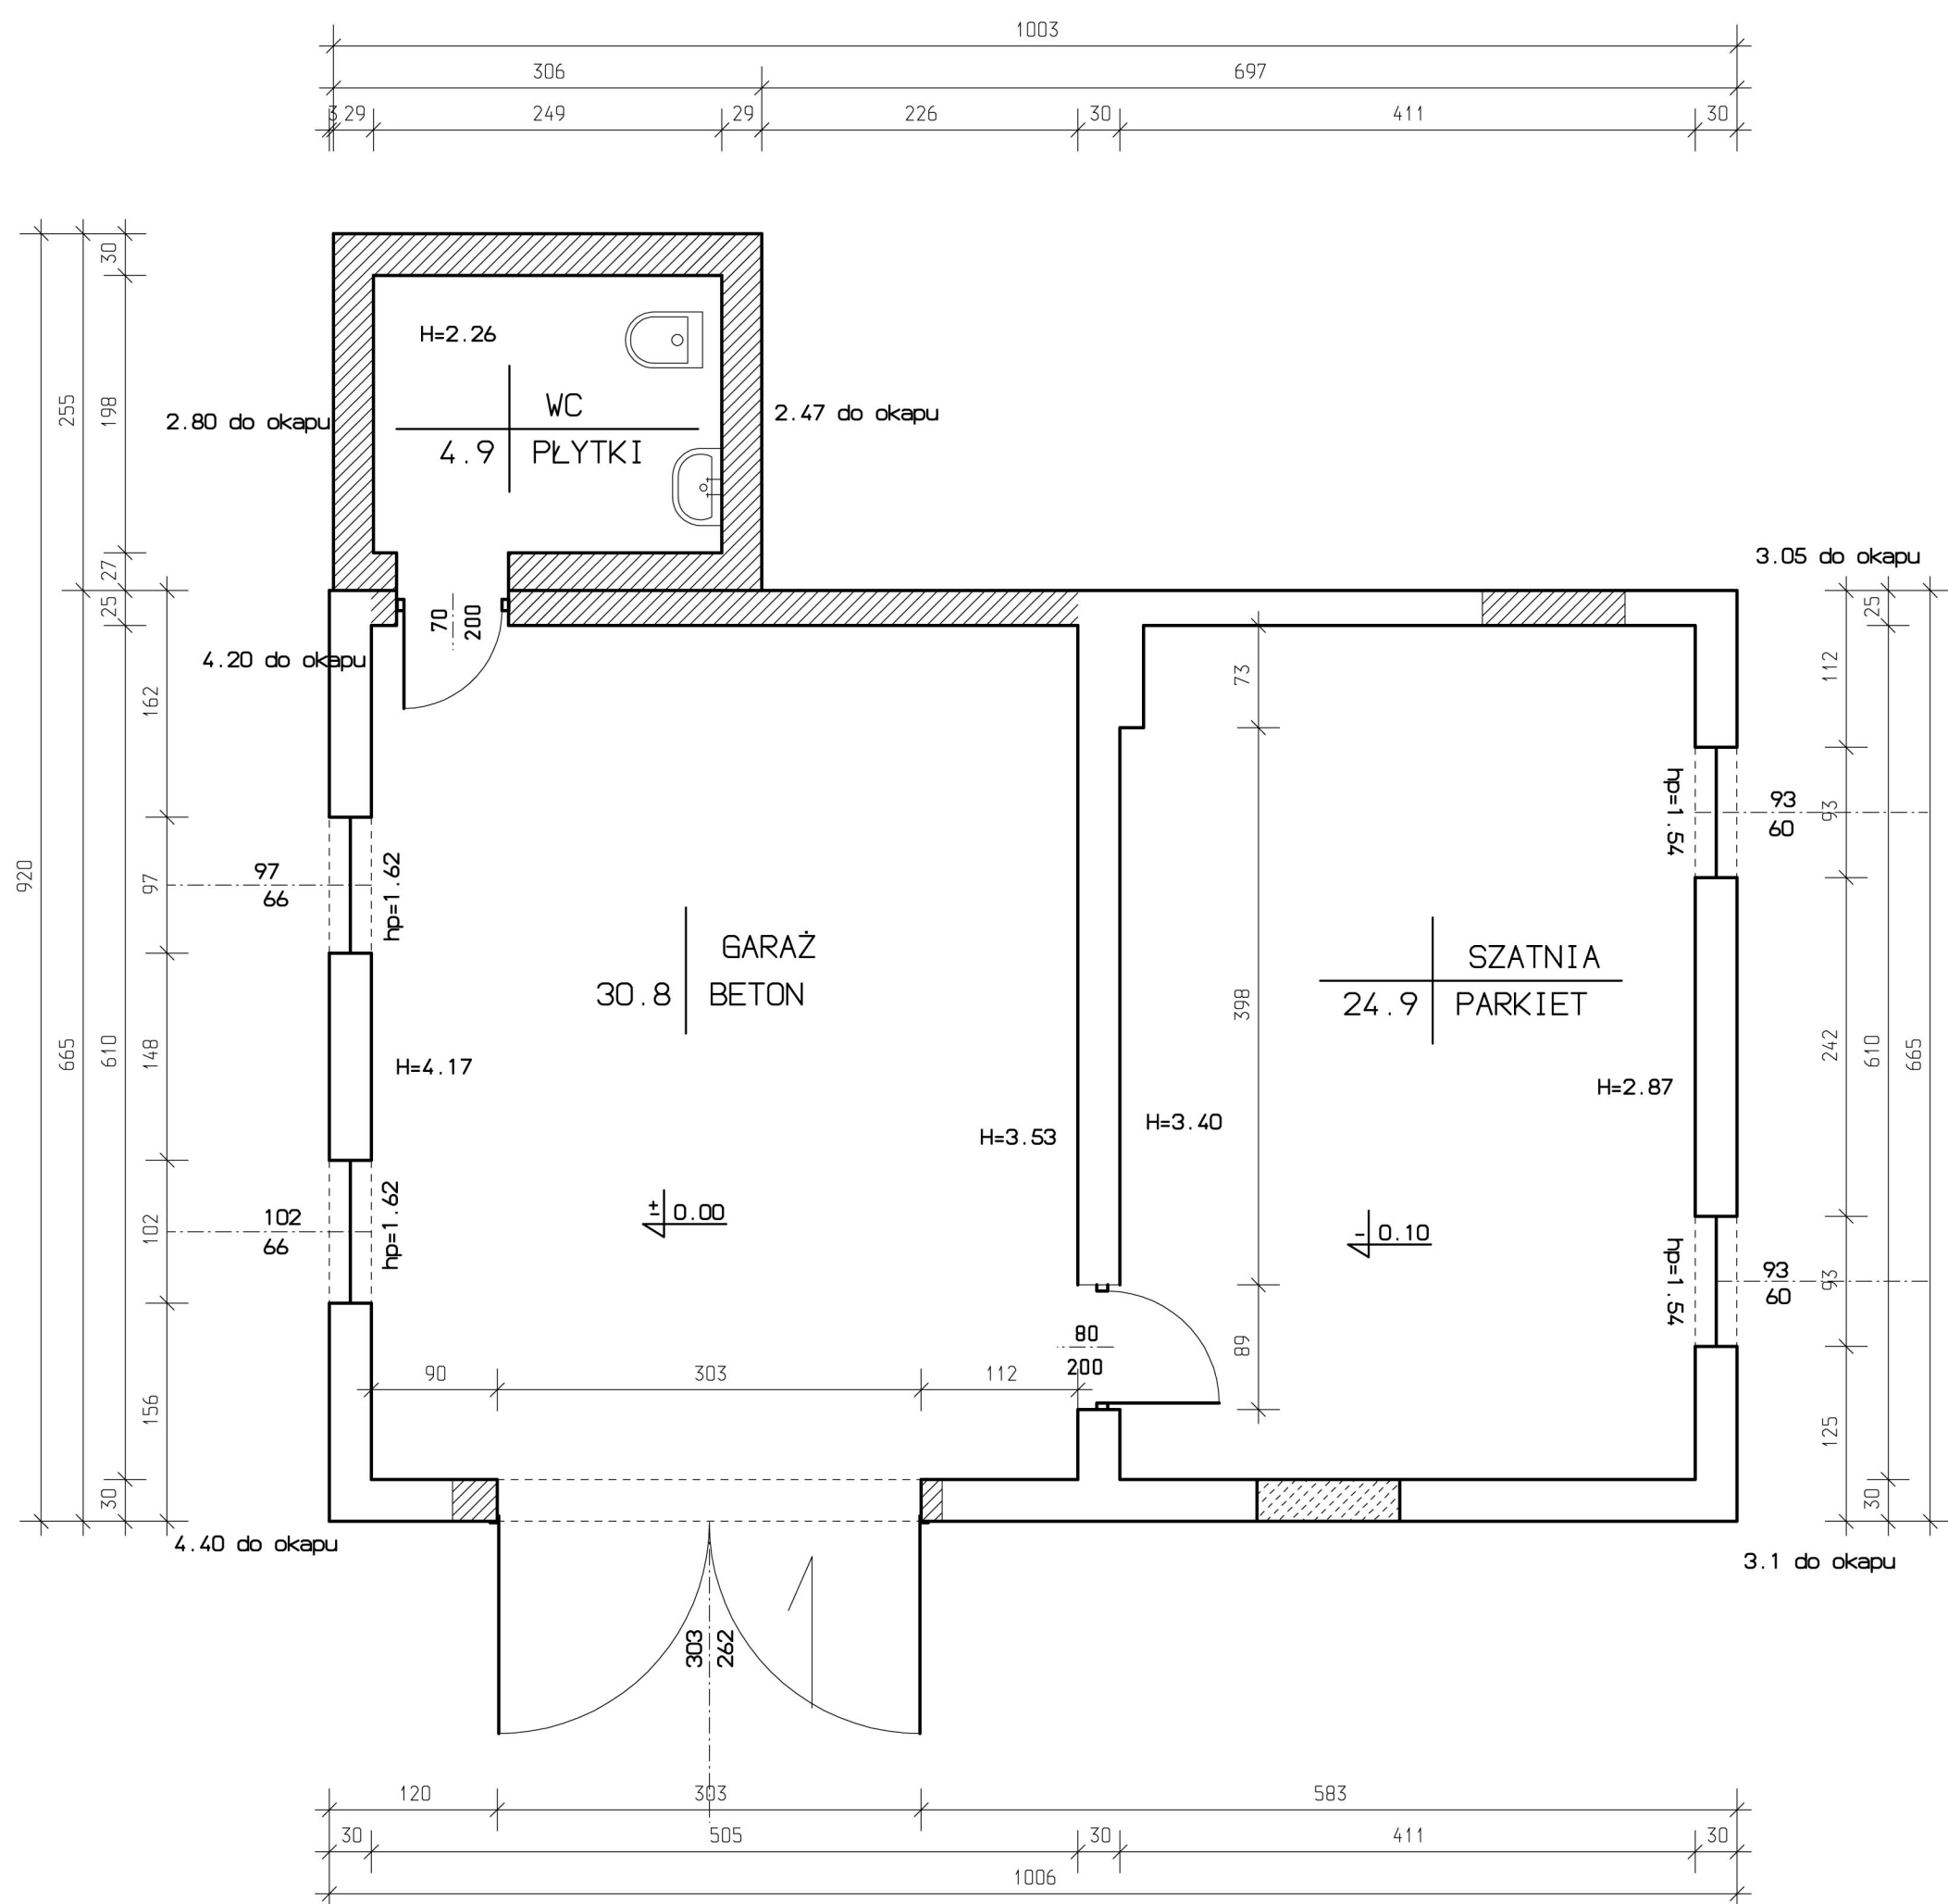 1003
306 697
3 29 249 29 226 30 411 30
30
H=2.26
255 198
2.80 do okapu
WC
4.9 PŁYTKI
2.47 do okapu
27
3.05 do okapu
25
70
200
25
4.20 do okapu
162
73
112
hp=1.54
93
60
93
97
66
97
hp=1.62
920
GARAŻ
30.8 BETON
SZATNIA
24.9 PARKIET
398
665 610 148
H=4.17
H=2.87
242 610 665
H=3.53
H=3.40
102
66
102
hp=1.62
± 0.00
- 0.10
hp=1.54
93
60
93
80
200
89
90 303 112
156
125
30
30
4.40 do okapu
3.1 do okapu
303
262
120 303 583
30 505 30 411 30
1006